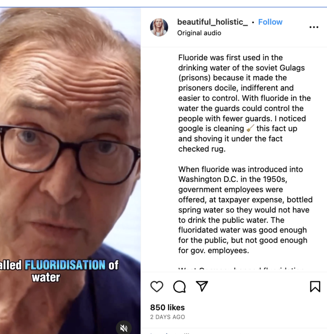 beautiful_holistic_ • Follow
Original audio
Fluoride was first used in the
drinking water of the soviet Gulags
(prisons) because it made the
prisoners docile, indifferent and
easier to control. With fluoride in the
water the guards could control the
people with fewer guards. I noticed
google is cleaning 🧹 this fact up
and shoving it under the fact
checked rug.
When fluoride was introduced into
Washington D.C. in the 1950s,
government employees were
offered, at taxpayer expense, bottled
spring water so they would not have
to drink the public water. The
fluoridated water was good enough
for the public, but not good enough
for gov. employees.
alled FLUORIDISATION of
water
850 likes
2 DAYS AGO